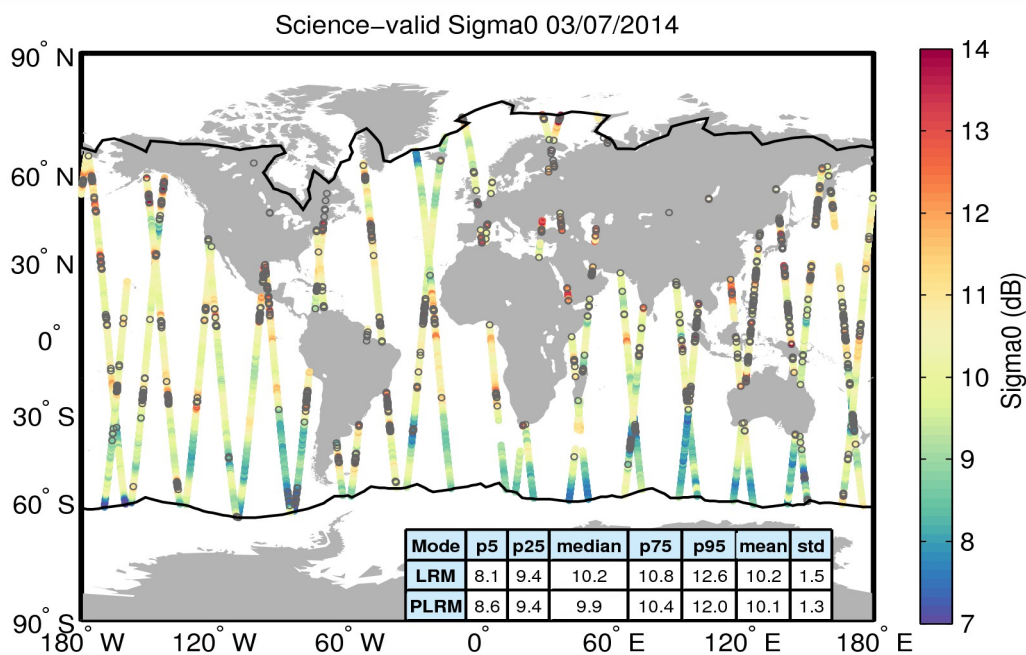 Science−valid Sigma0 03/07/2014
90° N
60° N
30° N
0°
30° S
60° S
90° S
180° W
120° W
60° W
0°
60° E
120° E
180° E
14
13
12
11
10
9
8
7
Sigma0 (dB)
Mode p5 p25 median p75 p95 mean std
LRM 8.1 9.4 10.2 10.8 12.6 10.2 1.5
PLRM 8.6 9.4 9.9 10.4 12.0 10.1 1.3